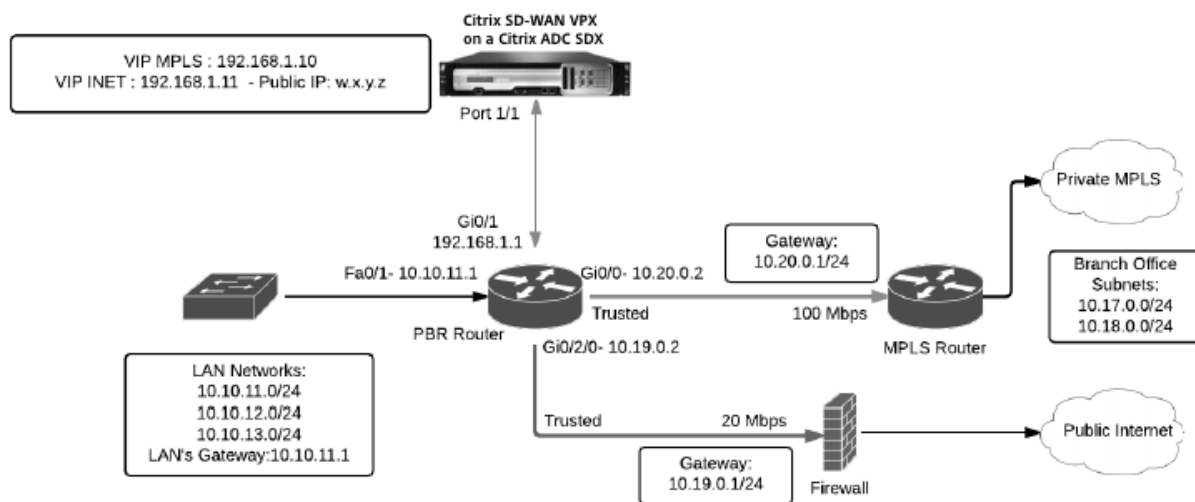 Citrix SD-WAN VPX
on a Citrix ADC SDX
VIP MPLS : 192.168.1.10
VIP INET : 192.168.1.11 - Public IP: w.x.y.z
Port 1/1
Private MPLS
Gi0/1
192.168.1.1
Gateway:
10.20.0.1/24
Fa0/1- 10.10.11.1
Gi0/0- 10.20.0.2
Branch Office
Subnets:
10.17.0.0/24
10.18.0.0/24
Trusted
100 Mbps
PBR Router
MPLS Router
Gi0/2/0- 10.19.0.2
LAN Networks:
10.10.11.0/24
10.10.12.0/24
10.10.13.0/24
LAN's Gateway:10.10.11.1
Trusted
20 Mbps
Public Internet
Gateway:
10.19.0.1/24
Firewall